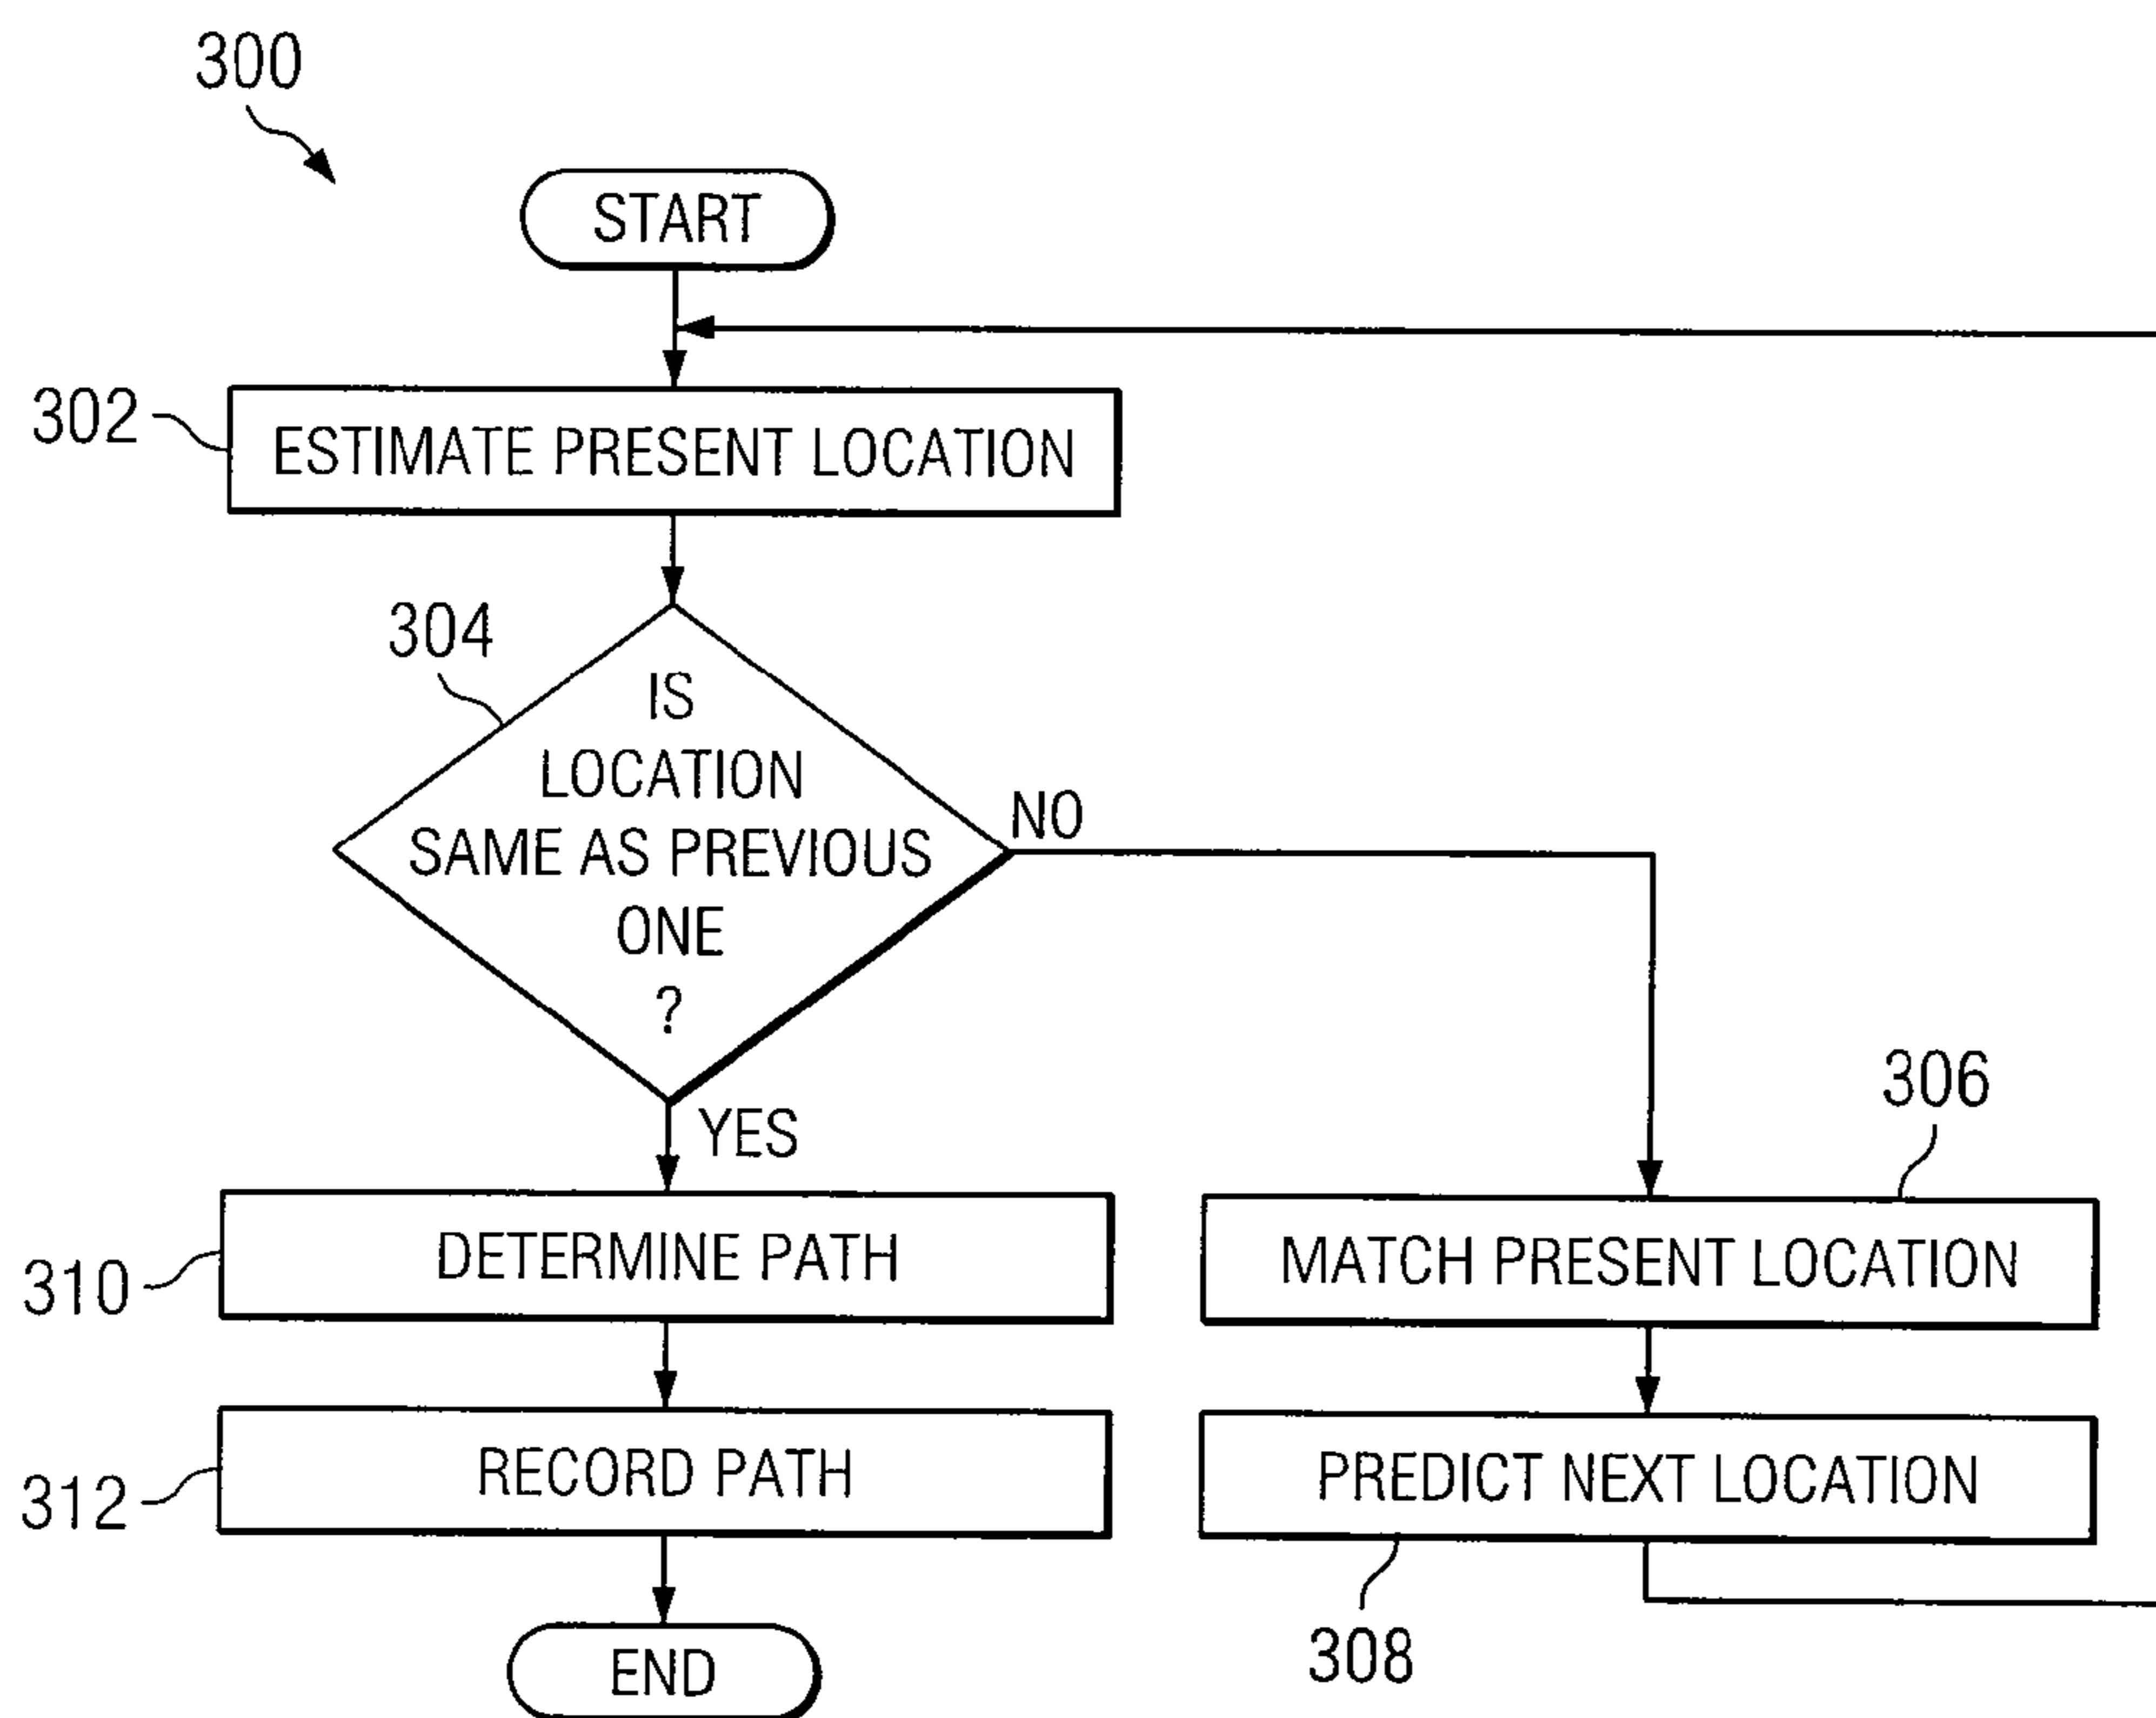 300
START
302
ESTIMATE PRESENT LOCATION
304
IS
LOCATION
SAME AS PREVIOUS
ONE
?
NO
YES
306
310
DETERMINE PATH
MATCH PRESENT LOCATION
312
RECORD PATH
PREDICT NEXT LOCATION
308
END